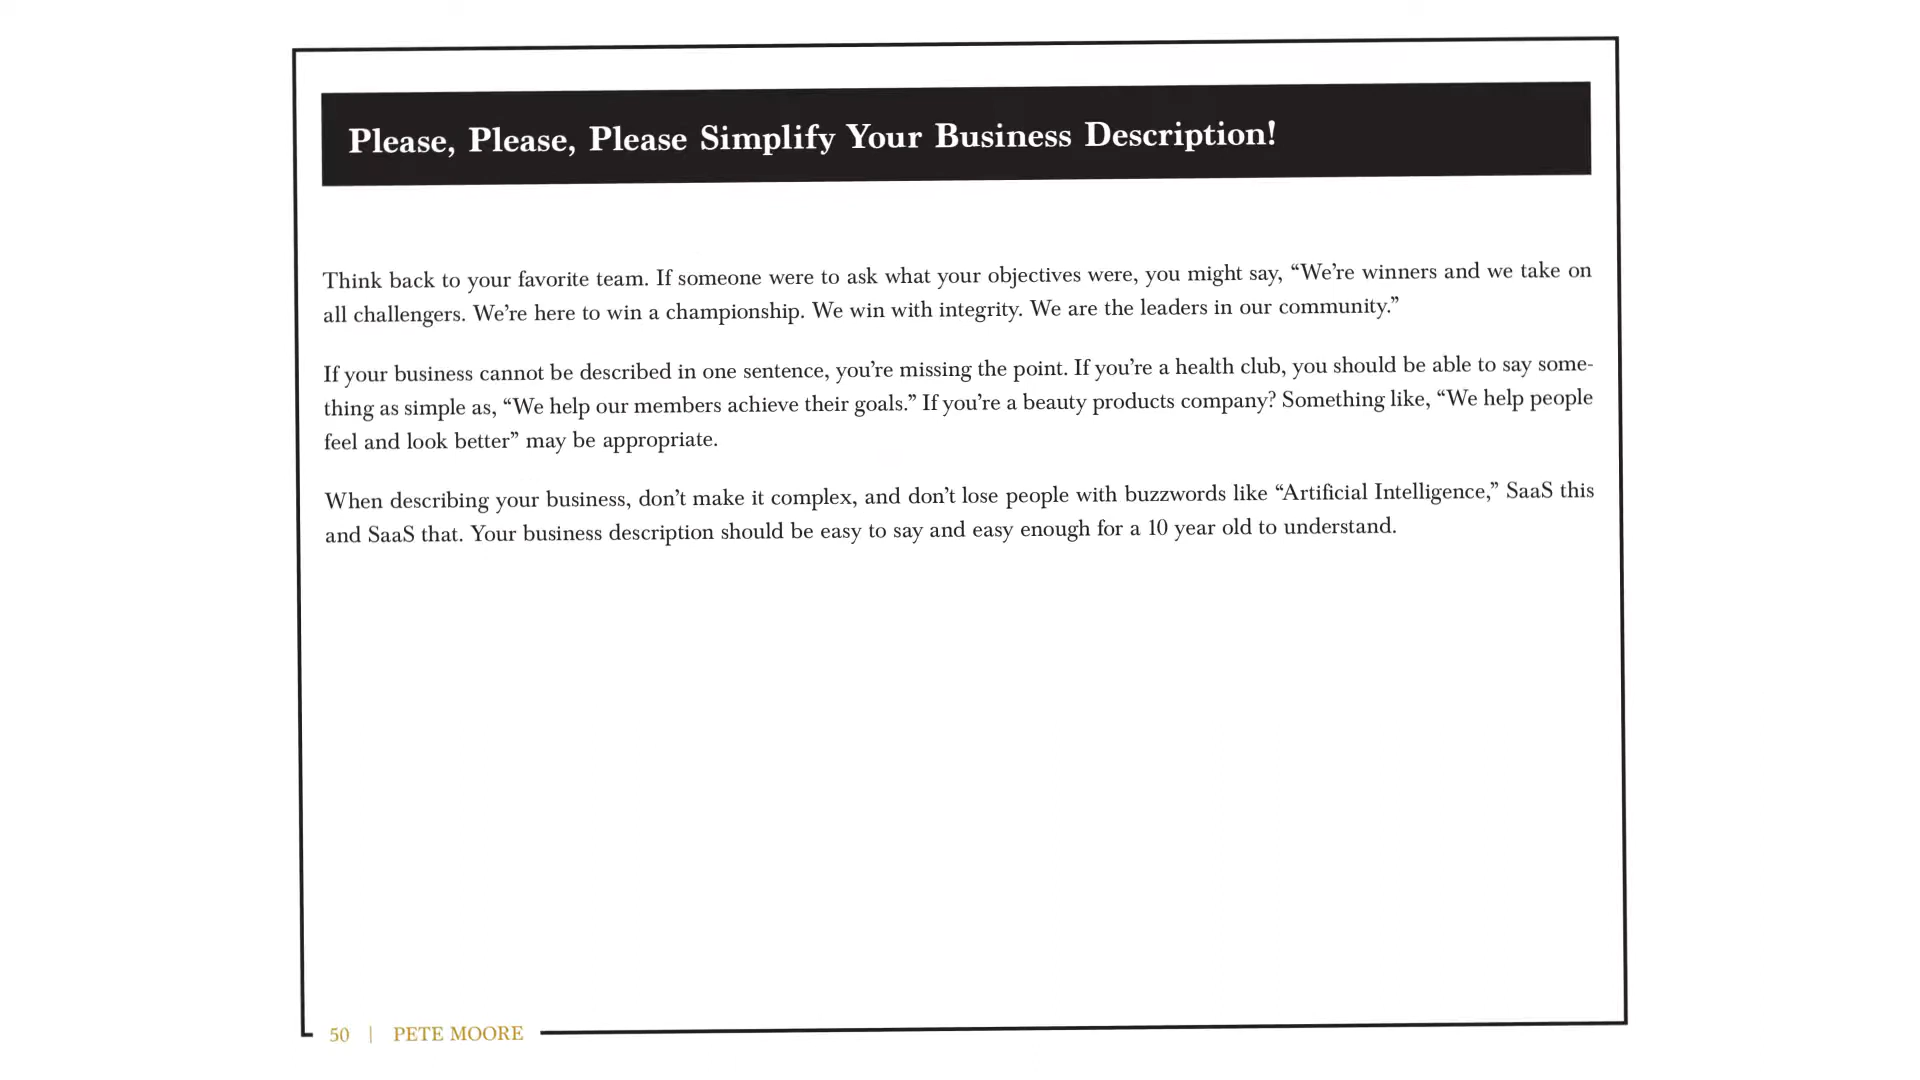 Please, Please, Please Simplify Your Business Description!
Think back to your favorite team. If someone were to ask what your objectives were, you might say, “We’re winners and we take on
all challengers. We’re here to win a championship. We win with integrity. We are the leaders in our community.”
If your business cannot be described in one sentence, you’re missing the point. If you’re a health club, you should be able to say some-
thing as simple as, “We help our members achieve their goals.” If you’re a beauty products company? Something like, “We help people
feel and look better” may be appropriate.
When describing your business, don’t make it complex, and don’t lose people with buzzwords like “Artificial Intelligence,” SaaS this
and SaaS that. Your business description should be easy to say and easy enough for a 10 year old to understand.
50 | PETE MOORE